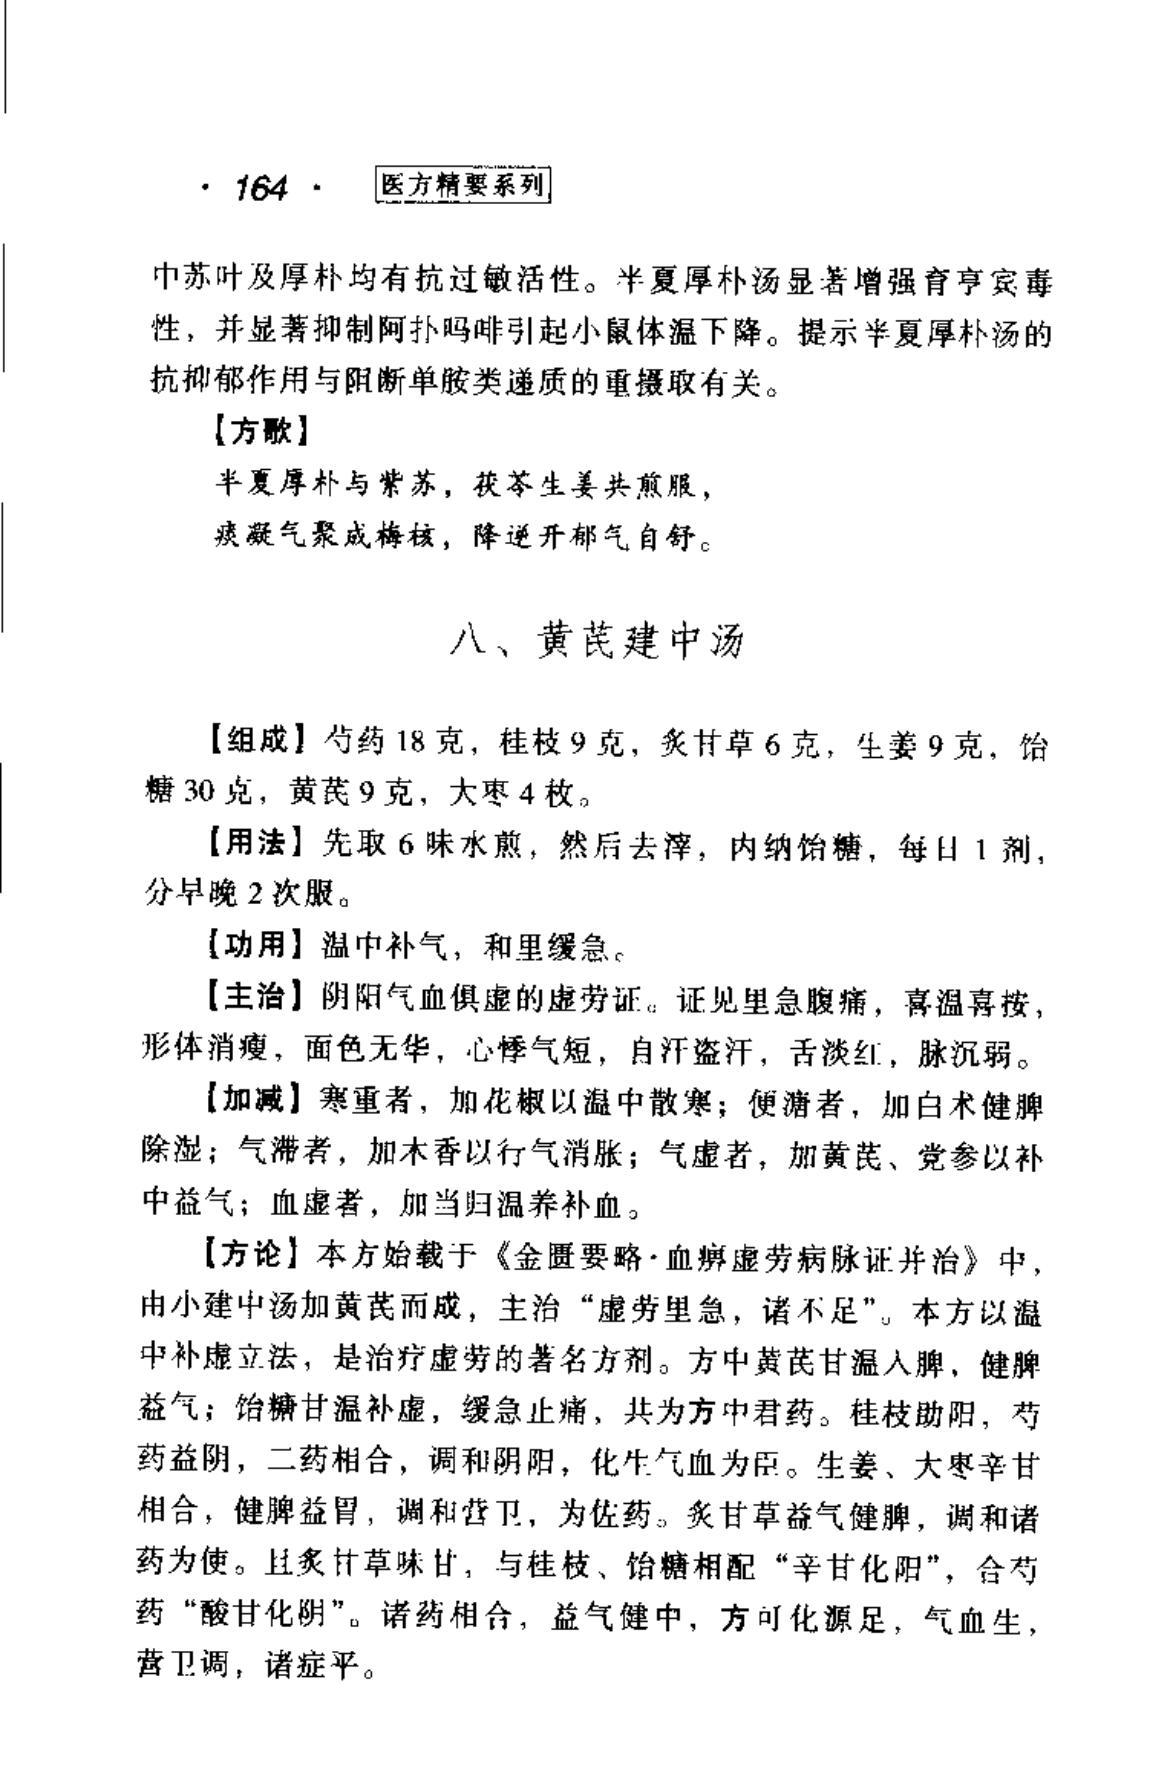 · 164 · 医方精要系列
中苏叶及厚朴均有抗过敏活性。半夏厚朴汤显著增强育亨宾毒
性，并显著抑制阿扑吗啡引起小鼠体温下降。提示半夏厚朴汤的
抗抑郁作用与阻断单胺类递质的重摄取有关。
【方歌】
半夏厚朴与紫苏，茯苓生姜共煎服，
痰凝气聚成梅核，降逆开郁气自舒。
八、黄芪建中汤
【组成】芍药 18 克，桂枝 9 克，炙甘草 6 克，生姜 9 克，饴
糖 30 克，黄芪 9 克，大枣 4 枚。
【用法】先取 6 味水煎，然后去滓，内纳饴糖，每日 1 剂，
分早晚 2 次服。
【功用】温中补气，和里缓急。
【主治】阴阳气血俱虚的虚劳证。证见里急腹痛，喜温喜按，
形体消瘦，面色无华，心悸气短，自汗盗汗，舌淡红，脉沉弱。
【加减】寒重者，加花椒以温中散寒；便溏者，加白术健脾
除湿；气滞者，加木香以行气消胀；气虚者，加黄芪、党参以补
中益气；血虚者，加当归温养补血。
【方论】本方始载于《金匮要略·血痹虚劳病脉证并治》中，
由小建中汤加黄芪而成，主治“虚劳里急，诸不足”。本方以温
中补虚立法，是治疗虚劳的著名方剂。方中黄芪甘温入脾，健脾
益气；饴糖甘温补虚，缓急止痛，共为方中君药。桂枝助阳，芍
药益阴，二药相合，调和阴阳，化生气血为臣。生姜、大枣辛甘
相合，健脾益胃，调和营卫，为佐药。炙甘草益气健脾，调和诸
药为使。且炙甘草味甘，与桂枝、饴糖相配“辛甘化阳”，合芍
药“酸甘化阴”。诸药相合，益气健中，方可化源足，气血生，
营卫调，诸症平。